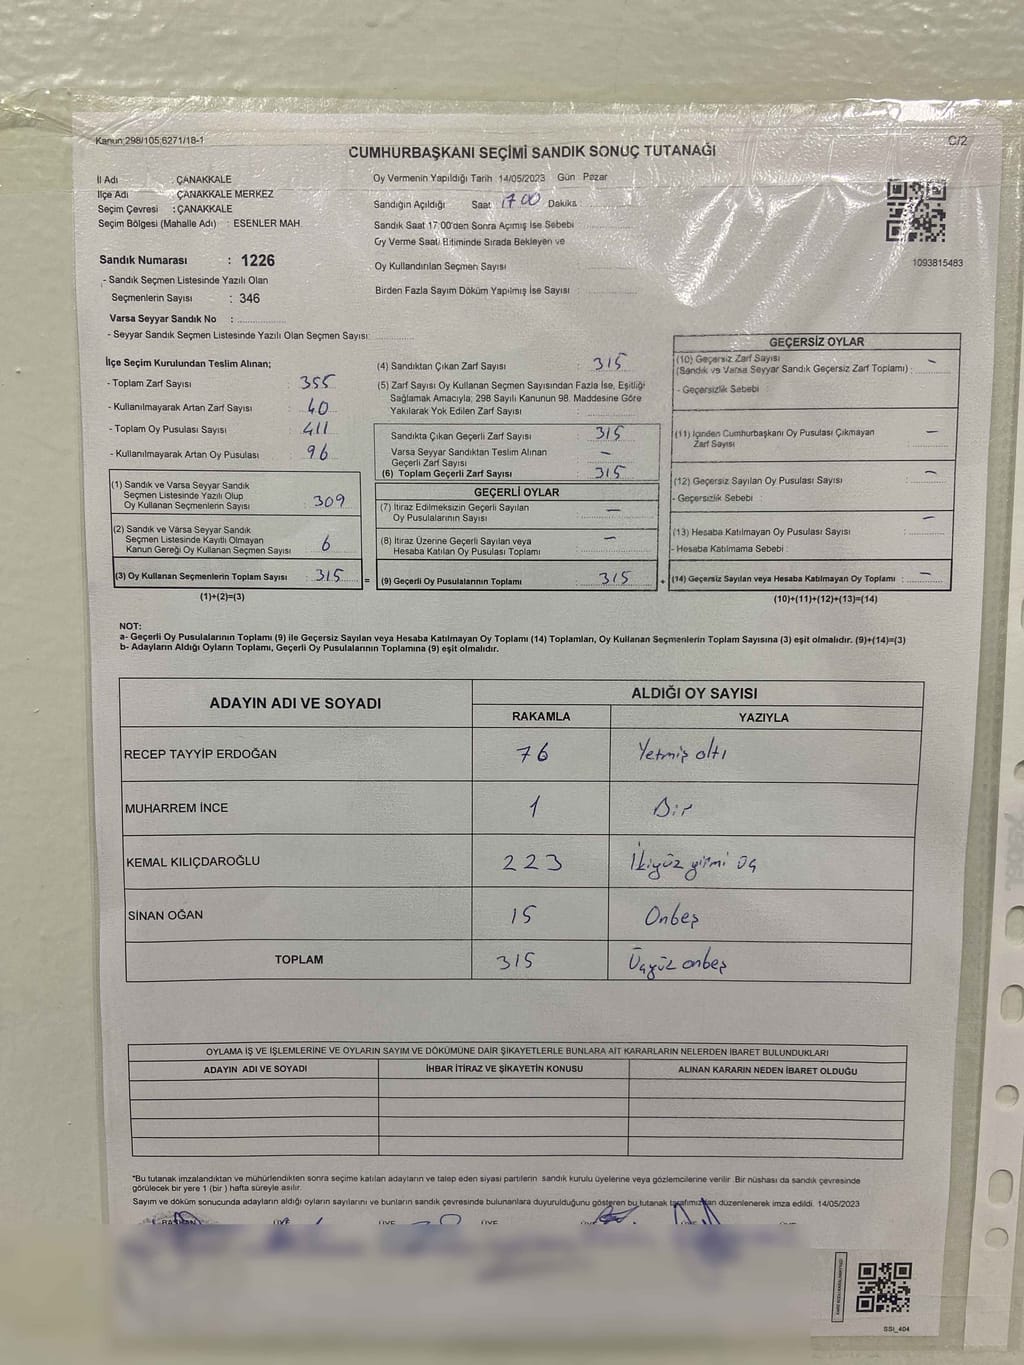 Kanun:298/105,6271/18-1
C/2
CUMHURBAŞKANI SEÇİMİ SANDIK SONUÇ TUTANAĞI
İl Adı : ÇANAKKALE
İlçe Adı : ÇANAKKALE MERKEZ
Seçim Çevresi : ÇANAKKALE
Seçim Bölgesi (Mahalle Adı) : ESENLER MAH.
Sandık Numarası : 1226
- Sandık Seçmen Listesinde Yazılı Olan
Seçmenlerin Sayısı : 346
Varsa Seyyar Sandık No :
- Seyyar Sandık Seçmen Listesinde Yazılı Olan Seçmen Sayısı:
Oy Vermenin Yapıldığı Tarih 14/05/2023 Gün Pazar
Sandığın Açıldığı Saat 17 00 Dakika :
Sandık Saat 17:00'den Sonra Açımış İse Sebebi
Oy Verme Saati Bitiminde Sırada Bekleyen ve
Oy Kullandırılan Seçmen Sayısı
Birden Fazla Sayım Döküm Yapılmış İse Sayısı :
1093815483
İlçe Seçim Kurulundan Teslim Alınan;
- Toplam Zarf Sayısı : 355
- Kullanılmayarak Artan Zarf Sayısı : 40
- Toplam Oy Pusulası Sayısı : 411
- Kullanılmayarak Artan Oy Pusulası : 96
(1) Sandık ve Varsa Seyyar Sandık
Seçmen Listesinde Yazılı Olup
Oy Kullanan Seçmenlerin Sayısı 309
(2) Sandık ve Varsa Seyyar Sandık
Seçmen Listesinde Kayıtlı Olmayan
Kanun Gereği Oy Kullanan Seçmen Sayısı 6
(3) Oy Kullanan Seçmenlerin Toplam Sayısı : 315 =
(1)+(2)=(3)
(4) Sandıktan Çıkan Zarf Sayısı : 315
(5) Zarf Sayısı Oy Kullanan Seçmen Sayısından Fazla İse, Eşitliği
Sağlamak Amacıyla; 298 Sayılı Kanunun 98. Maddesine Göre
Yakılarak Yok Edilen Zarf Sayısı :
Sandıkta Çıkan Geçerli Zarf Sayısı : 315
Varsa Seyyar Sandıktan Teslim Alınan
Geçerli Zarf Sayısı : –
(6) Toplam Geçerli Zarf Sayısı : 315
GEÇERLİ OYLAR
(7) İtiraz Edilmeksizin Geçerli Sayılan
Oy Pusulalarının Sayısı : –
(8) İtiraz Üzerine Geçerli Sayılan veya
Hesaba Katılan Oy Pusulası Toplamı : –
(9) Geçerli Oy Pusulalarının Toplamı : 315 +
GEÇERSİZ OYLAR
(10) Geçersiz Zarf Sayısı –
(Sandık ve Varsa Seyyar Sandık Geçersiz Zarf Toplamı) :
- Geçersizlik Sebebi :
(11) İçinden Cumhurbaşkanı Oy Pusulası Çıkmayan –
Zarf Sayısı :
(12) Geçersiz Sayılan Oy Pusulası Sayısı : –
- Geçersizlik Sebebi :
(13) Hesaba Katılmayan Oy Pusulası Sayısı : –
- Hesaba Katılmama Sebebi :
(14) Geçersiz Sayılan veya Hesaba Katılmayan Oy Toplamı : –
(10)+(11)+(12)+(13)=(14)
NOT:
a- Geçerli Oy Pusulalarının Toplamı (9) ile Geçersiz Sayılan veya Hesaba Katılmayan Oy Toplamı (14) Toplamları, Oy Kullanan Seçmenlerin Toplam Sayısına (3) eşit olmalıdır. (9)+(14)=(3)
b- Adayların Aldığı Oyların Toplamı, Geçerli Oy Pusulalarının Toplamına (9) eşit olmalıdır.
ADAYIN ADI VE SOYADI ALDIĞI OY SAYISI
RAKAMLA YAZIYLA
RECEP TAYYİP ERDOĞAN 76 Yetmiş altı
MUHARREM İNCE 1 Bir
KEMAL KILIÇDAROĞLU 223 İkiyüz yirmi üç
SİNAN OĞAN 15 Onbeş
TOPLAM 315 Üçyüz onbeş
OYLAMA İŞ VE İŞLEMLERİNE VE OYLARIN SAYIM VE DÖKÜMÜNE DAİR ŞİKAYETLERLE BUNLARA AİT KARARLARIN NELERDEN İBARET BULUNDUKLARI
ADAYIN ADI VE SOYADI İHBAR İTİRAZ VE ŞİKAYETİN KONUSU ALINAN KARARIN NEDEN İBARET OLDUĞU
*Bu tutanak imzalandıktan ve mühürlendikten sonra seçime katılan adayların ve talep eden siyasi partilerin sandık kurulu üyelerine veya gözlemcilerine verilir. Bir nüshası da sandık çevresinde
görülecek bir yere 1 (bir ) hafta süreyle asılır.
Sayım ve döküm sonucunda adayların aldığı oyların sayılarını ve bunların sandık çevresinde bulunanlara duyurulduğunu gösteren bu tutanak tarafımızdan düzenlenerek imza edildi. 14/05/2023
BAŞKAN ÜYE ÜYE ÜYE ÜYE ÜYE ÜYE
SSI_404